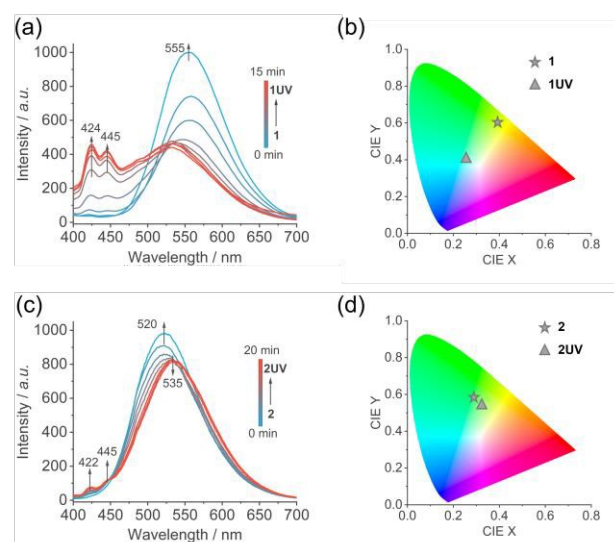 (a)
Intensity / a.u.
1000
800
600
400
200
0
424
445
555
15 min
1UV
1
0 min
400 450 500 550 600 650 700
Wavelength / nm
(b)
CIE Y
1.0
0.8
0.6
0.4
0.2
0.0
1
1UV
0.0 0.2 0.4 0.6 0.8
CIE X
(c)
Intensity / a.u.
1000
800
600
400
200
0
422
445
520
535
20 min
2UV
2
0 min
400 450 500 550 600 650 700
Wavelength / nm
(d)
CIE Y
1.0
0.8
0.6
0.4
0.2
0.0
2
2UV
0.0 0.2 0.4 0.6 0.8
CIE X